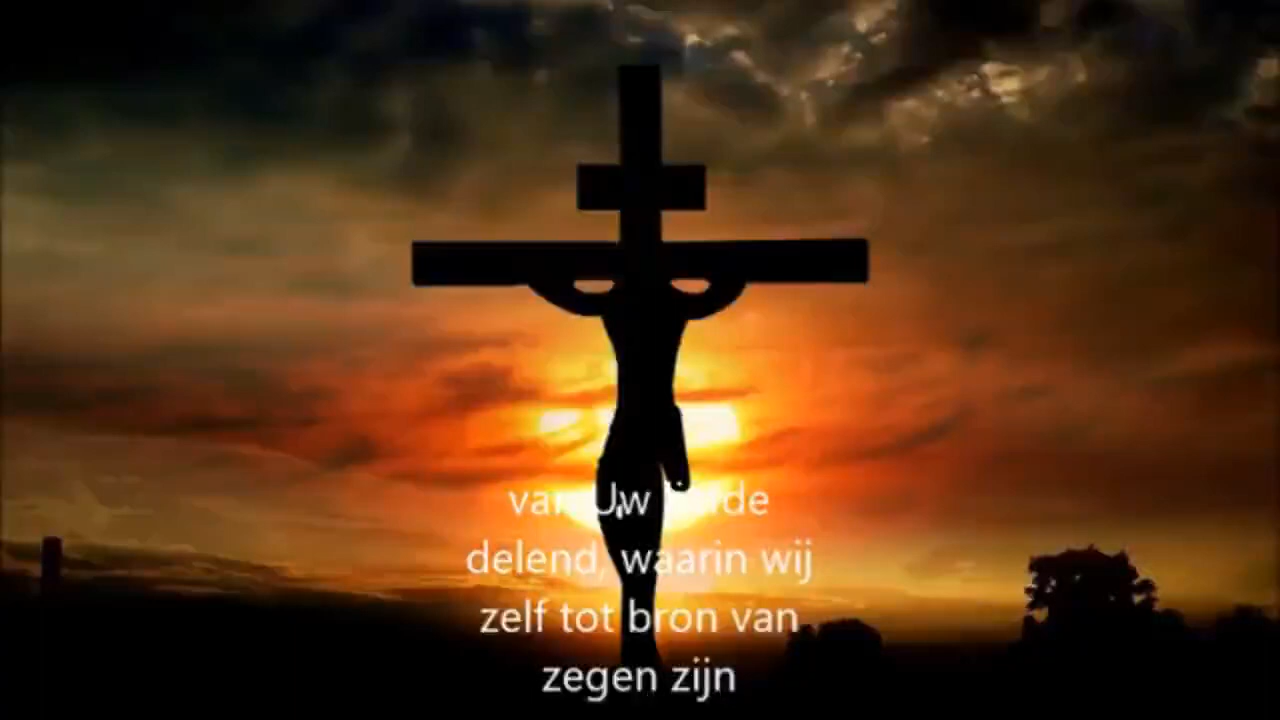 van Uw
delend, waarin wij
zelf tot bron van
zegen zijn